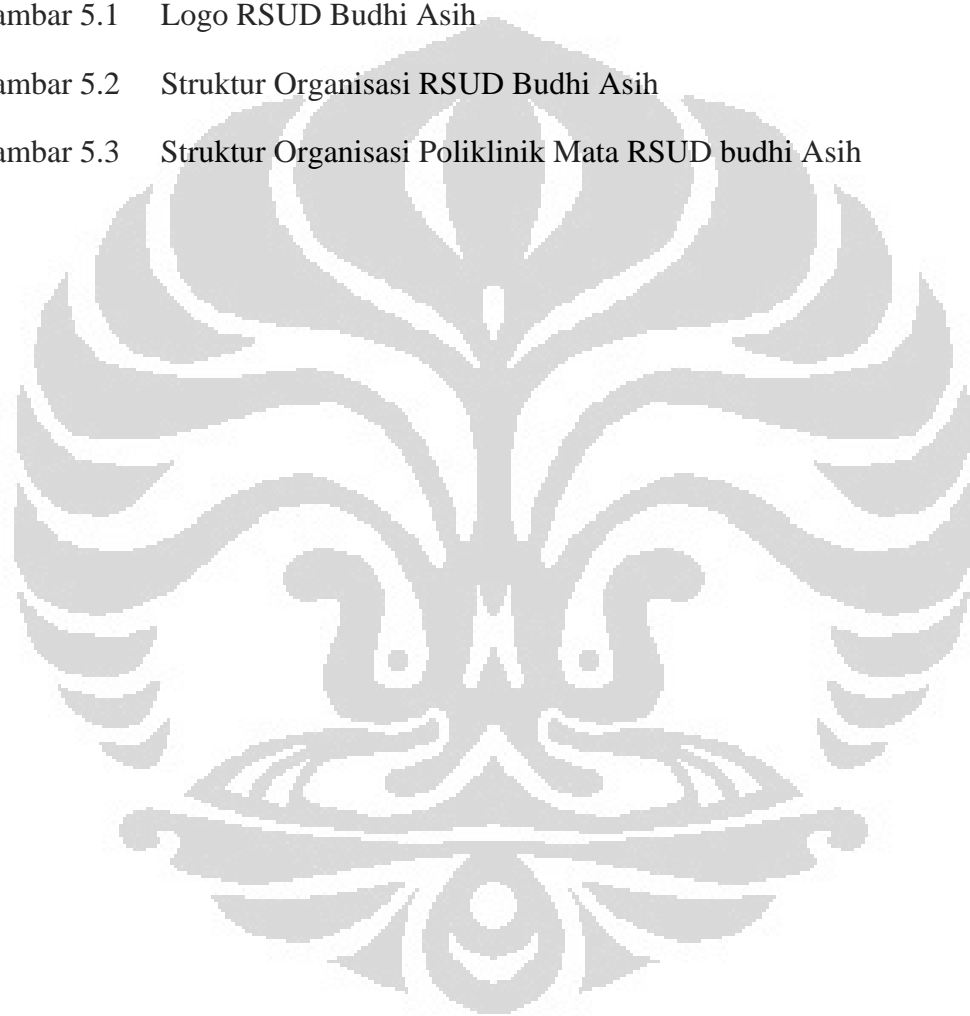 ambar 5.1 Logo RSUD Budhi Asih
ambar 5.2 Struktur Organisasi RSUD Budhi Asih
ambar 5.3 Struktur Organisasi Poliklinik Mata RSUD budhi Asih